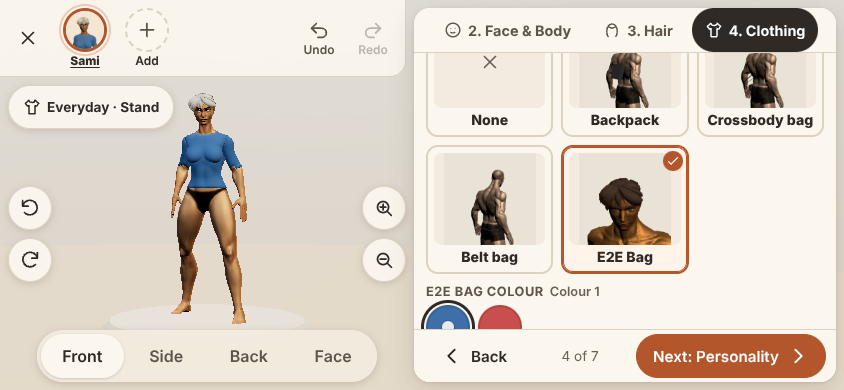 Sami
Add
Undo
Redo
Everyday · Stand
Front
Side
Back
Face
2. Face & Body
3. Hair
4. Clothing
None
Backpack
Crossbody bag
Belt bag
E2E Bag
E2E BAG COLOUR Colour 1
Back
4 of 7
Next: Personality